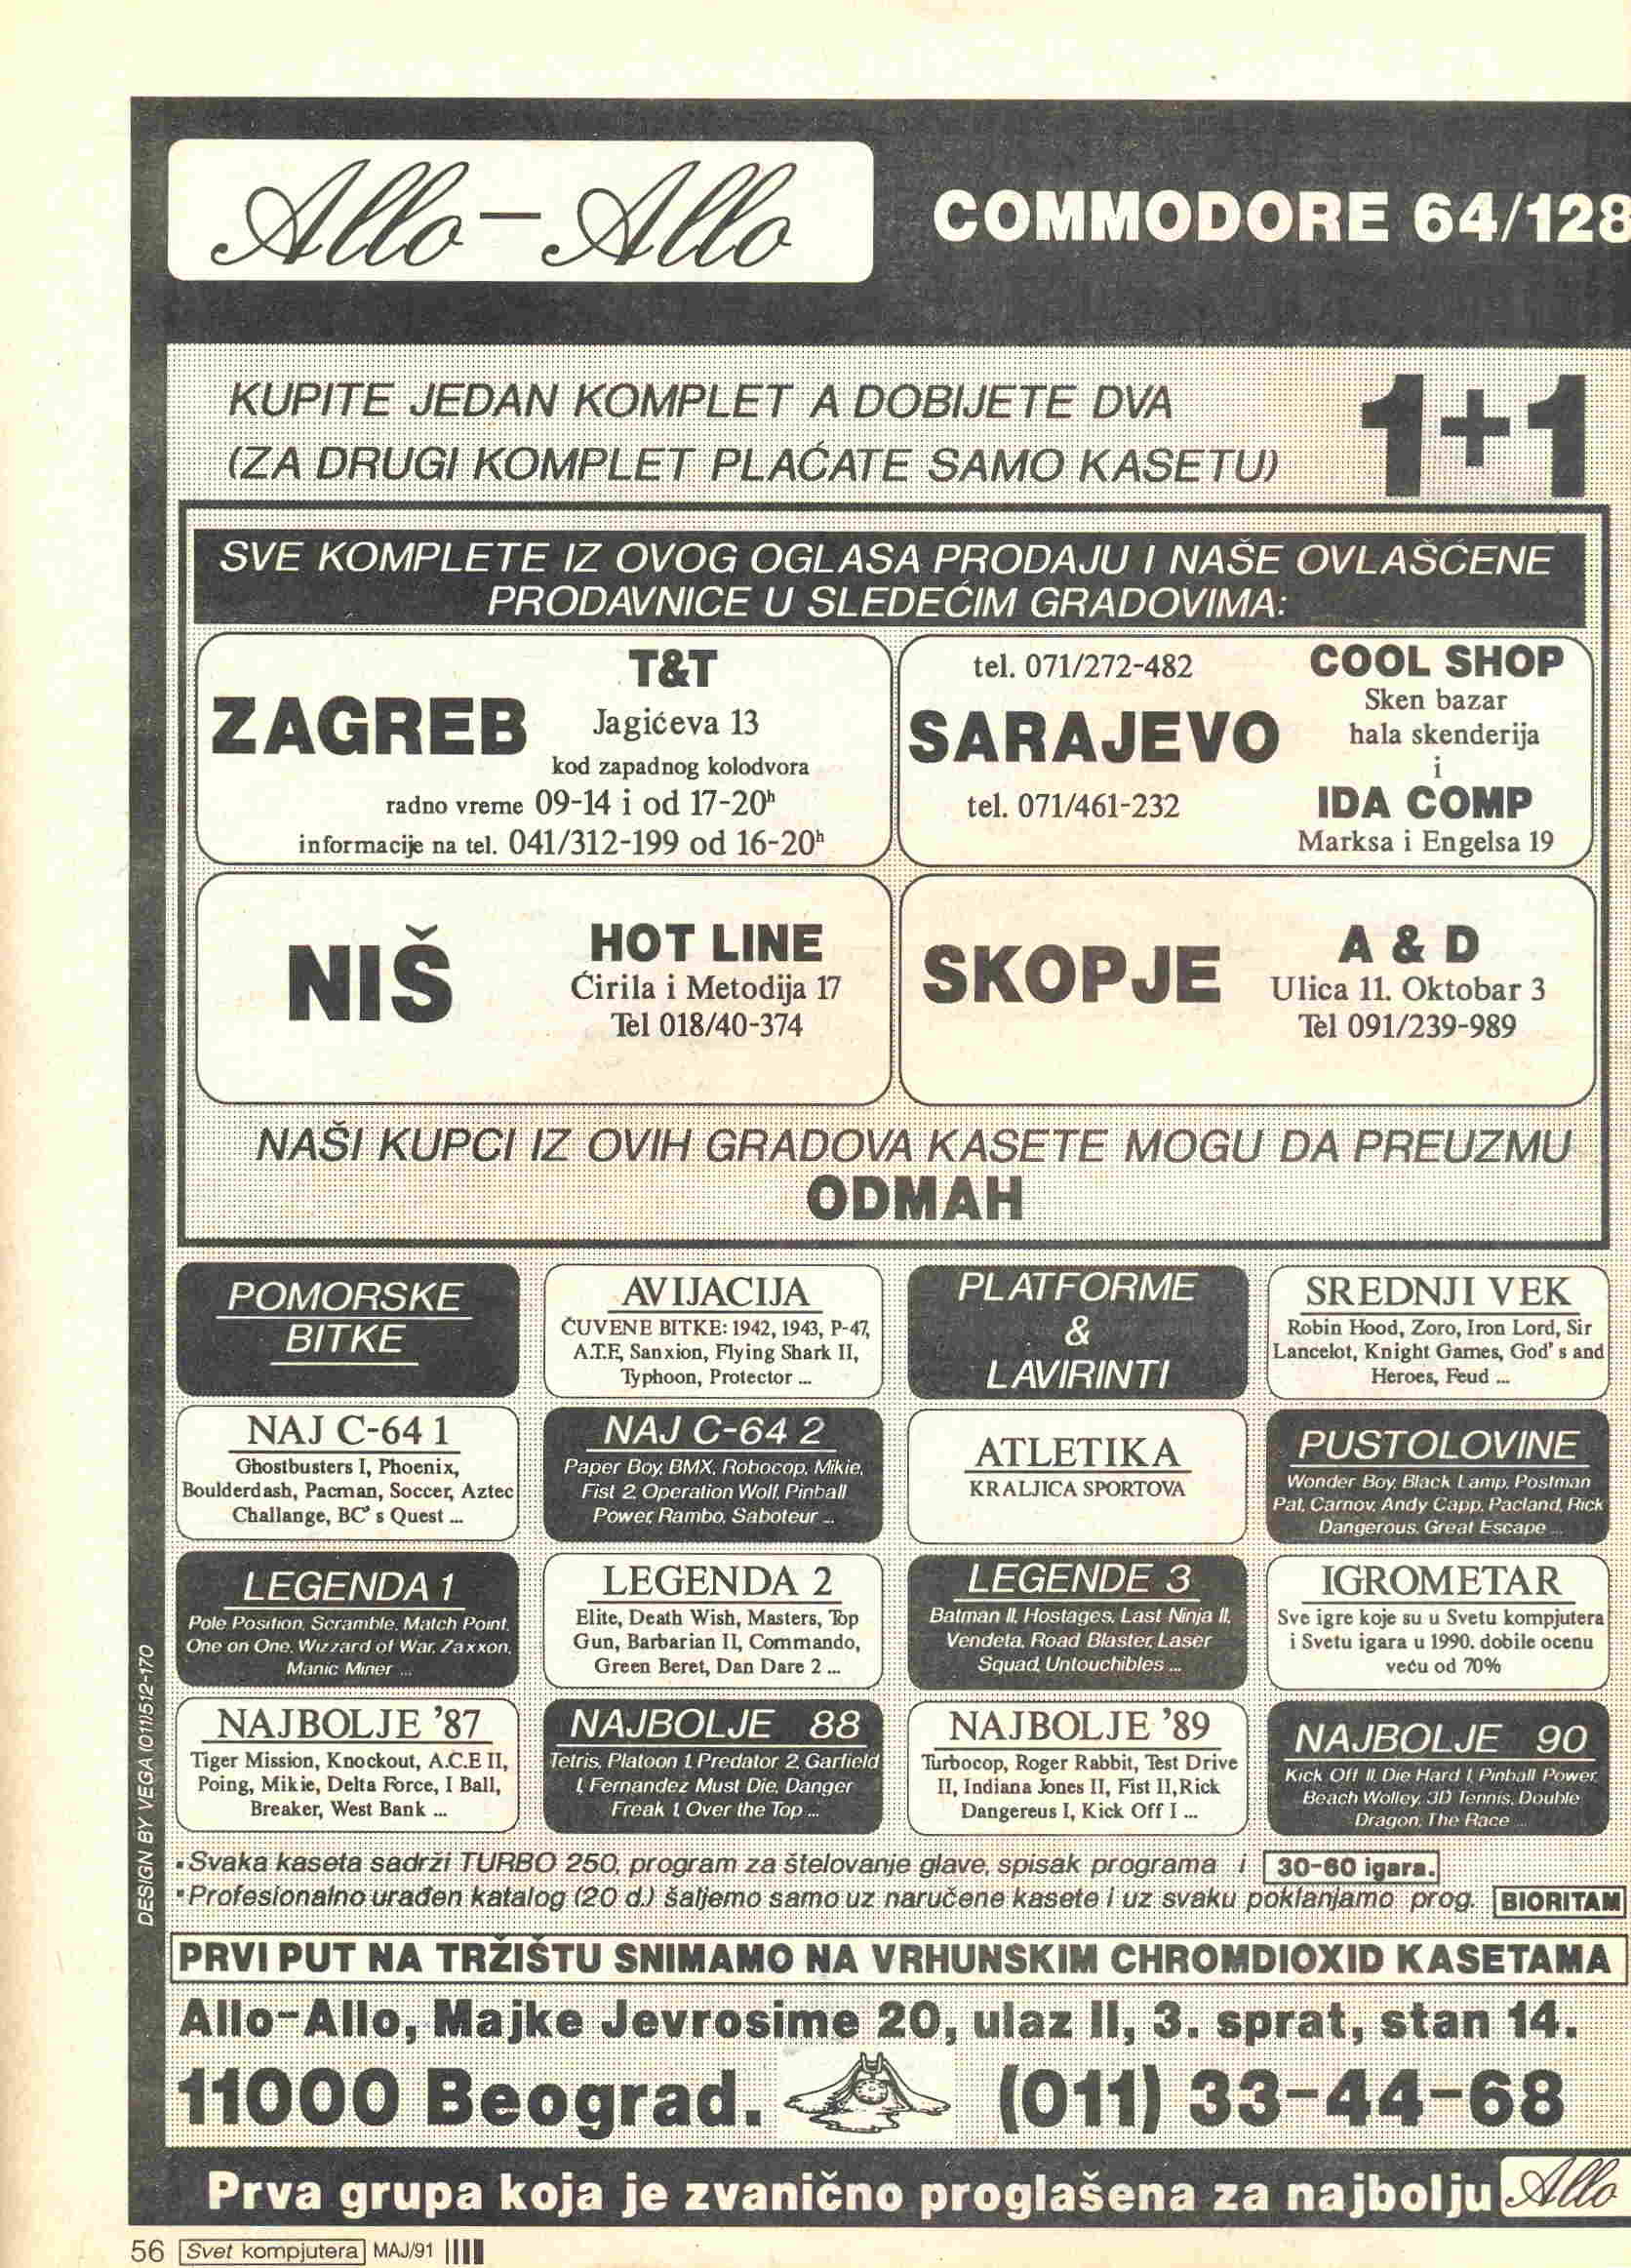 Allo-Allo
COMMODORE 64/128
KUPITE JEDAN KOMPLET A DOBIJETE DVA
(ZA DRUGI KOMPLET PLAĆATE SAMO KASETU)
1+1
SVE KOMPLETE IZ OVOG OGLASA PRODAJU I NAŠE OVLAŠĆENE
PRODAVNICE U SLEDEĆIM GRADOVIMA:
ZAGREB
T&T
Jagićeva 13
kod zapadnog kolodvora
radno vreme 09-14 i od 17-20h
informacije na tel. 041/312-199 od 16-20h
tel. 071/272-482
SARAJEVO
tel. 071/461-232
COOL SHOP
Sken bazar
hala skenderija
i
IDA COMP
Marksa i Engelsa 19
NIŠ
HOT LINE
Ćirila i Metodija 17
Tel 018/40-374
SKOPJE
A & D
Ulica 11. Oktobar 3
Tel 091/239-989
NAŠI KUPCI IZ OVIH GRADOVA KASETE MOGU DA PREUZMU
ODMAH
POMORSKE
BITKE
AVIJACIJA
ČUVENE BITKE: 1942, 1943, P-47,
A.T.F., Sanxion, Flying Shark II,
Typhoon, Protector ...
PLATFORME
&
LAVIRINTI
SREDNJI VEK
Robin Hood, Zoro, Iron Lord, Sir
Lancelot, Knight Games, God's and
Heroes, Feud ...
NAJ C-64 1
Ghostbusters I, Phoenix,
Boulderdash, Pacman, Soccer, Aztec
Challange, BC's Quest ...
NAJ C-64 2
Paper Boy, BMX, Robocop, Mikie,
Fist 2, Operation Wolf, Pinball
Power, Rambo, Saboteur ...
ATLETIKA
KRALJICA SPORTOVA
PUSTOLOVINE
Wonder Boy, Black Lamp, Postman
Pat, Carnov, Andy Capp, Pacland, Rick
Dangerous, Great Escape ...
LEGENDA 1
Pole Position, Scramble, Match Point,
One on One, Wizzard of War, Zaxxon,
Manic Miner ...
LEGENDA 2
Elite, Death Wish, Masters, Top
Gun, Barbarian II, Commando,
Green Beret, Dan Dare 2 ...
LEGENDE 3
Batman II, Hostages, Last Ninja II,
Vendeta, Road Blaster, Laser
Squad, Untouchibles ...
IGROMETAR
Sve igre koje su u Svetu kompjutera
i Svetu igara u 1990. dobile ocenu
veću od 70%
NAJBOLJE '87
Tiger Mission, Knockout, A.C.E II,
Poing, Mikie, Delta Force, I Ball,
Breaker, West Bank ...
NAJBOLJE 88
Tetris, Platoon 1, Predator 2, Garfield
I, Fernandez Must Die, Danger
Freak I, Over the Top ...
NAJBOLJE '89
Turbocop, Roger Rabbit, Test Drive
II, Indiana Jones II, Fist II, Rick
Dangereus I, Kick Off I ...
NAJBOLJE 90
Kick Off II, Die Hard I, Pinball Power,
Beach Wolley, 3D Tennis, Double
Dragon, The Race ...
▪Svaka kaseta sadrži TURBO 250, program za štelovanje glave, spisak programa i 30-60 igara.
▪Profesionalno urađen katalog (20 d.) šaljemo samo uz naručene kasete i uz svaku poklanjamo prog. BIORITAM
PRVI PUT NA TRŽIŠTU SNIMAMO NA VRHUNSKIM CHROMDIOXID KASETAMA
Allo-Allo, Majke Jevrosime 20, ulaz II, 3. sprat, stan 14.
11000 Beograd. (011) 33-44-68
Prva grupa koja je zvanično proglašena za najbolju Allo
DESIGN BY VEGA (011)512-170
56 Svet kompjutera MAJ/91